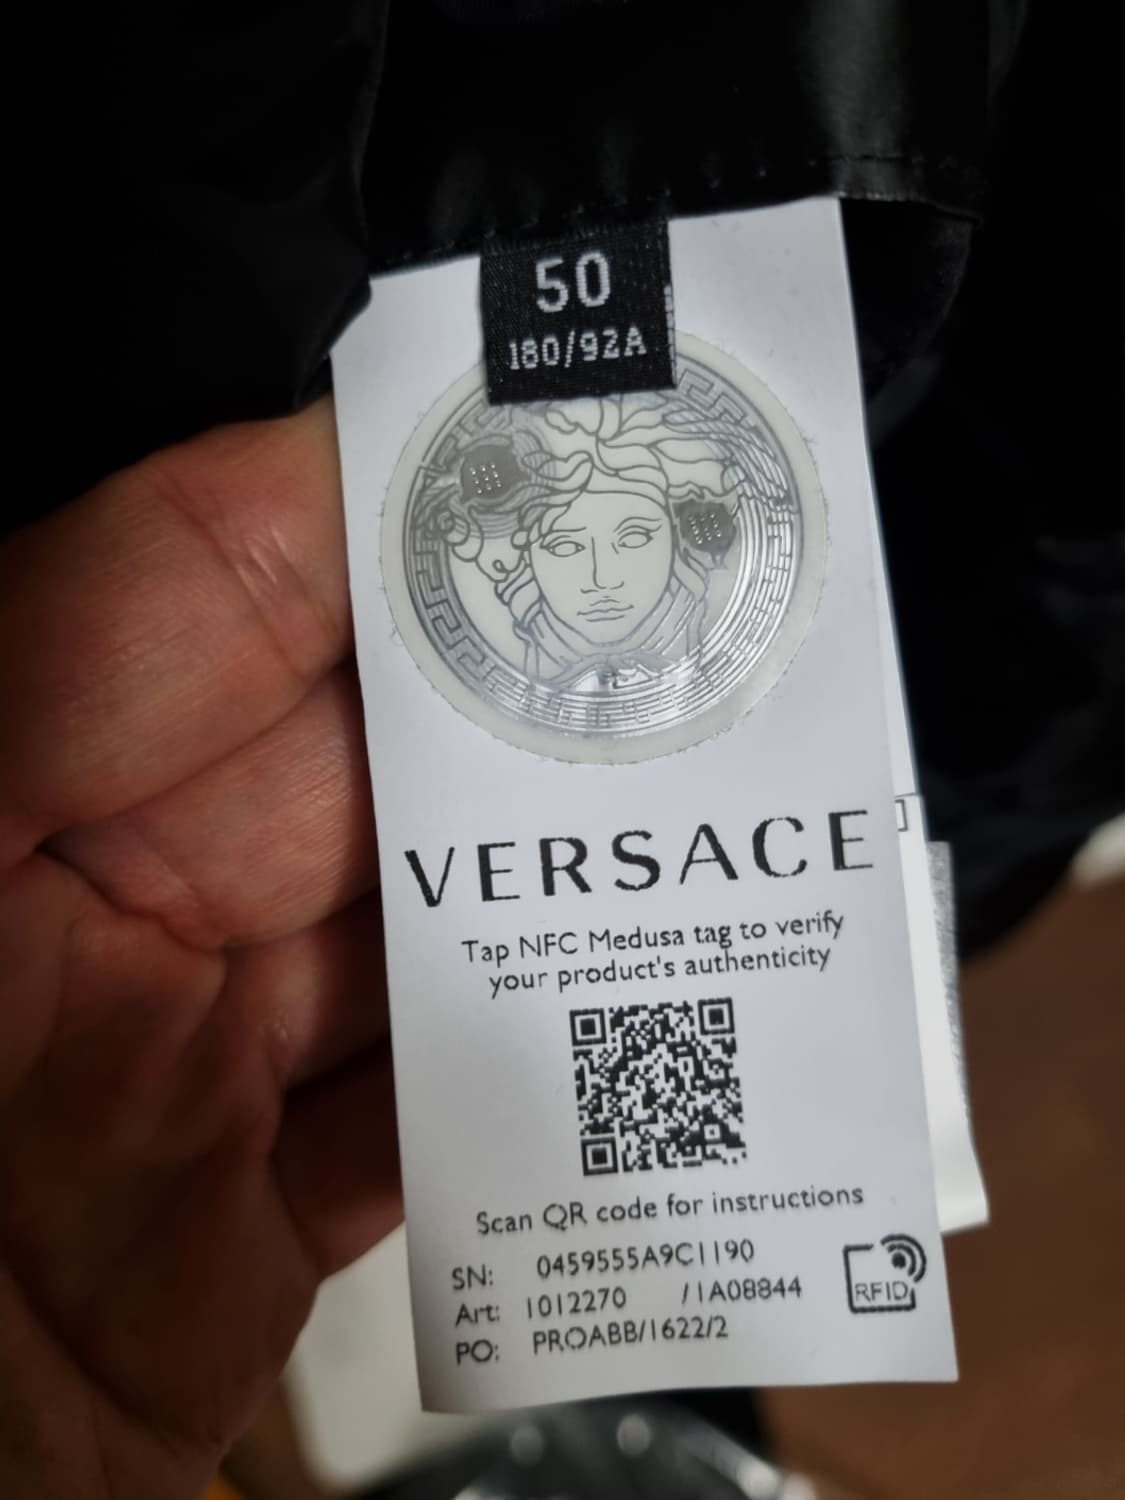 50
180/92A
VERSACE
Tap NFC Medusa tag to verify
your product's authenticity
Scan QR code for instructions
SN: 0459555A9C1190
Art: 1012270 /1A08844
PO: PROABB/1622/2
RFID